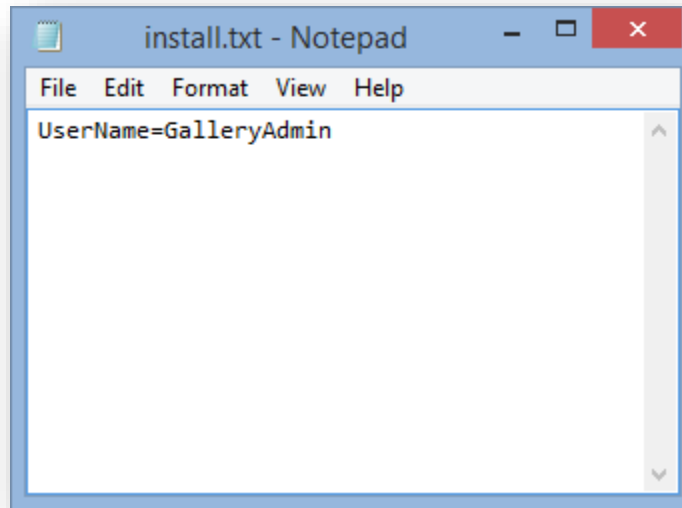 install.txt - Notepad
File Edit Format View Help
UserName=GalleryAdmin